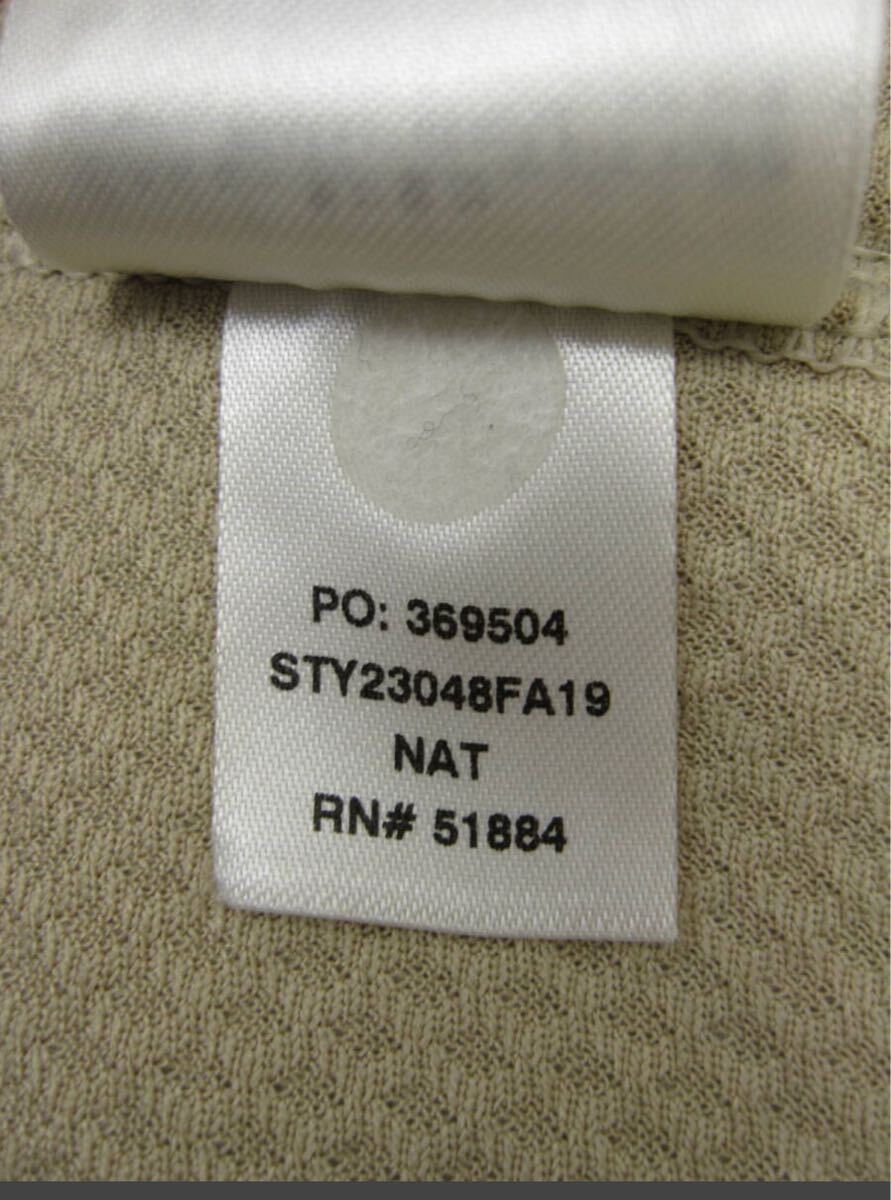 PO: 369504
STY23048FA19
NAT
RN# 51884